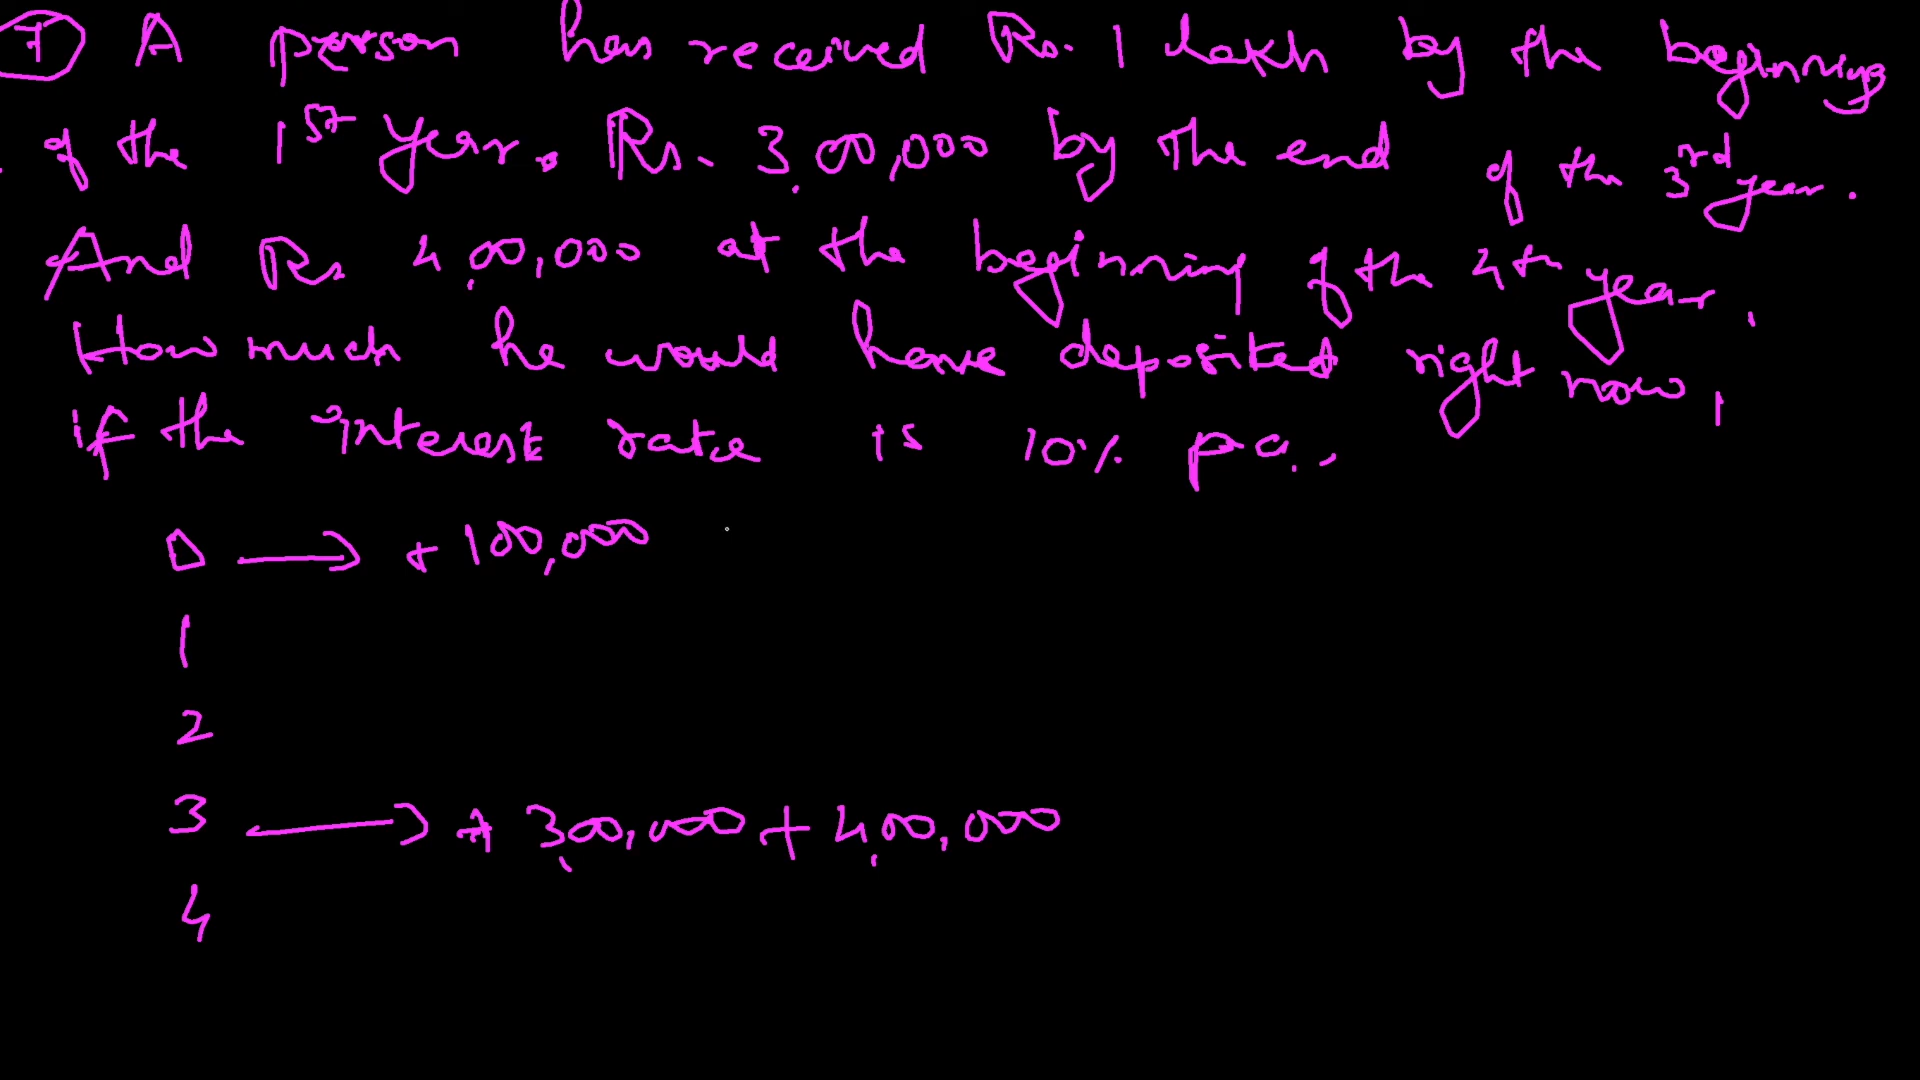 7 A person has received Rs. 1 lakh by the beginning
of the 1st year. Rs. 3,00,000 by the end of the 3rd year.
And Rs 4,00,000 at the beginning of the 4th year.
How much he would have deposited right now,
if the interest rate is 10% p.a.,
0 → + 100,000
1
2
3 → + 3,00,000 + 4,00,000
4